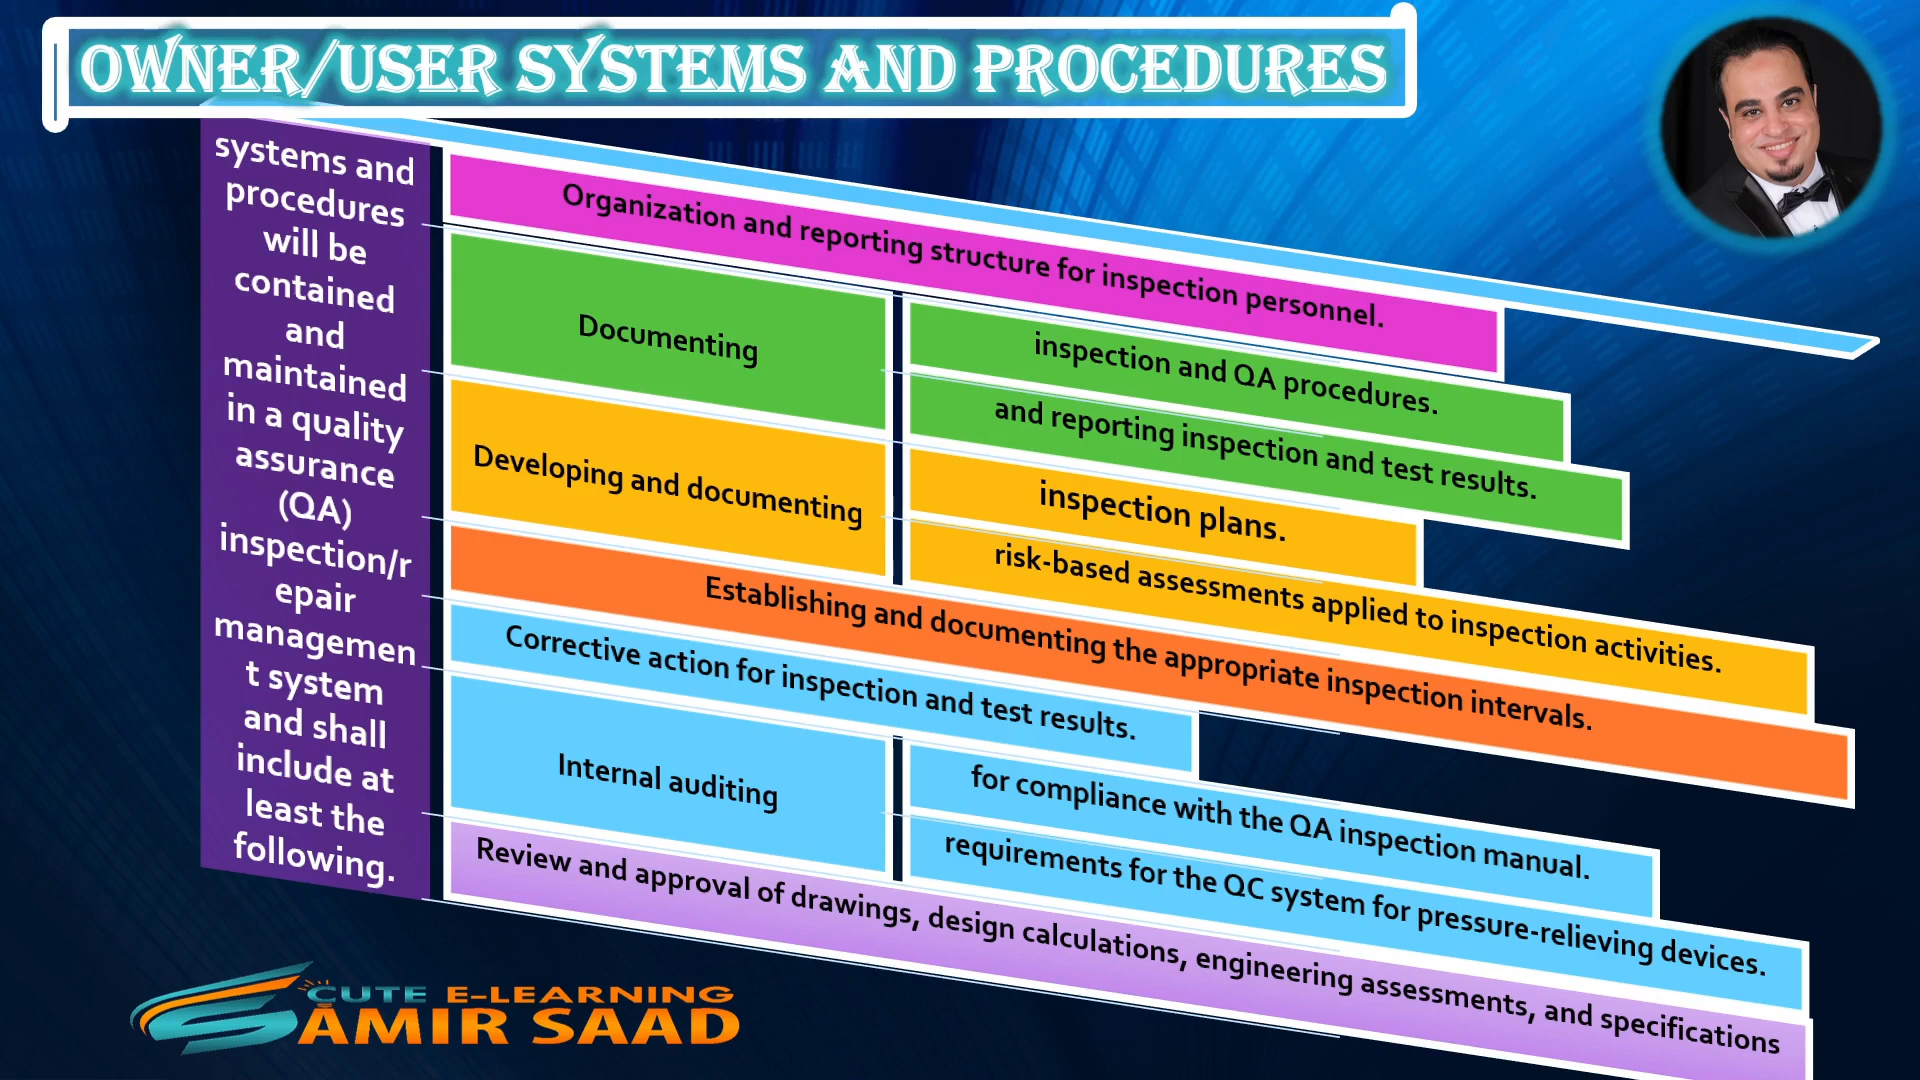 OWNER/USER SYSTEMS AND PROCEDURES
systems and
procedures
will be
contained
and
maintained
in a quality
assurance
(QA)
inspection/r
epair
managemen
t system
and shall
include at
least the
following.
Organization and reporting structure for inspection personnel.
Documenting
inspection and QA procedures.
and reporting inspection and test results.
Developing and documenting
inspection plans.
risk-based assessments applied to inspection activities.
Establishing and documenting the appropriate inspection intervals.
Corrective action for inspection and test results.
Internal auditing
for compliance with the QA inspection manual.
requirements for the QC system for pressure-relieving devices.
Review and approval of drawings, design calculations, engineering assessments, and specifications
CUTE E-LEARNING
AMIR SAAD